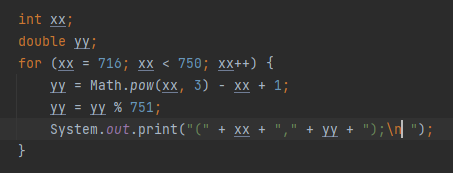 int xx;
double yy;
for (xx = 716; xx < 750; xx++) {
    yy = Math.pow(xx, 3) - xx + 1;
    yy = yy % 751;
    System.out.print("(" + xx + "," + yy + ");\n ");
}